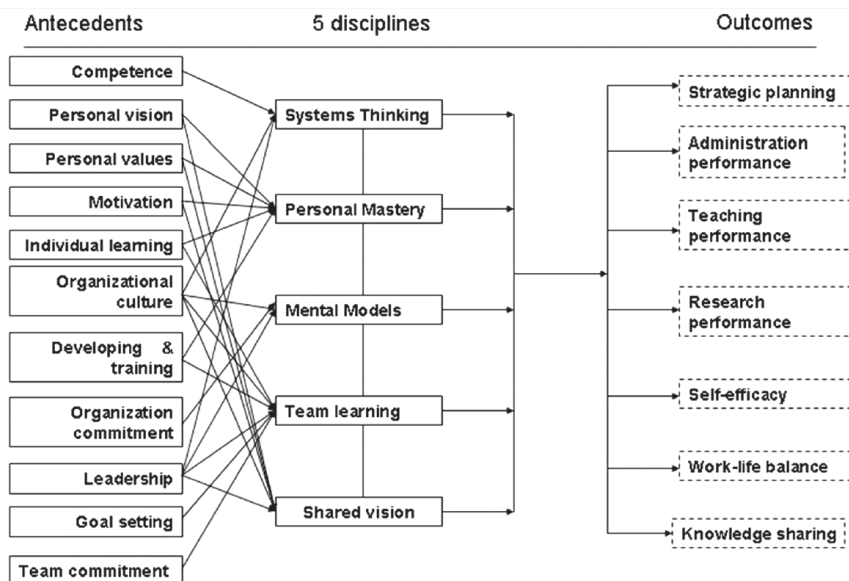 Antecedents
5 disciplines
Outcomes
Competence
Personal vision
Personal values
Motivation
Individual learning
Organizational
culture
Developing &
training
Organization
commitment
Leadership
Goal setting
Team commitment
Systems Thinking
Personal Mastery
Mental Models
Team learning
Shared vision
Strategic planning
Administration
performance
Teaching
performance
Research
performance
Self-efficacy
Work-life balance
Knowledge sharing